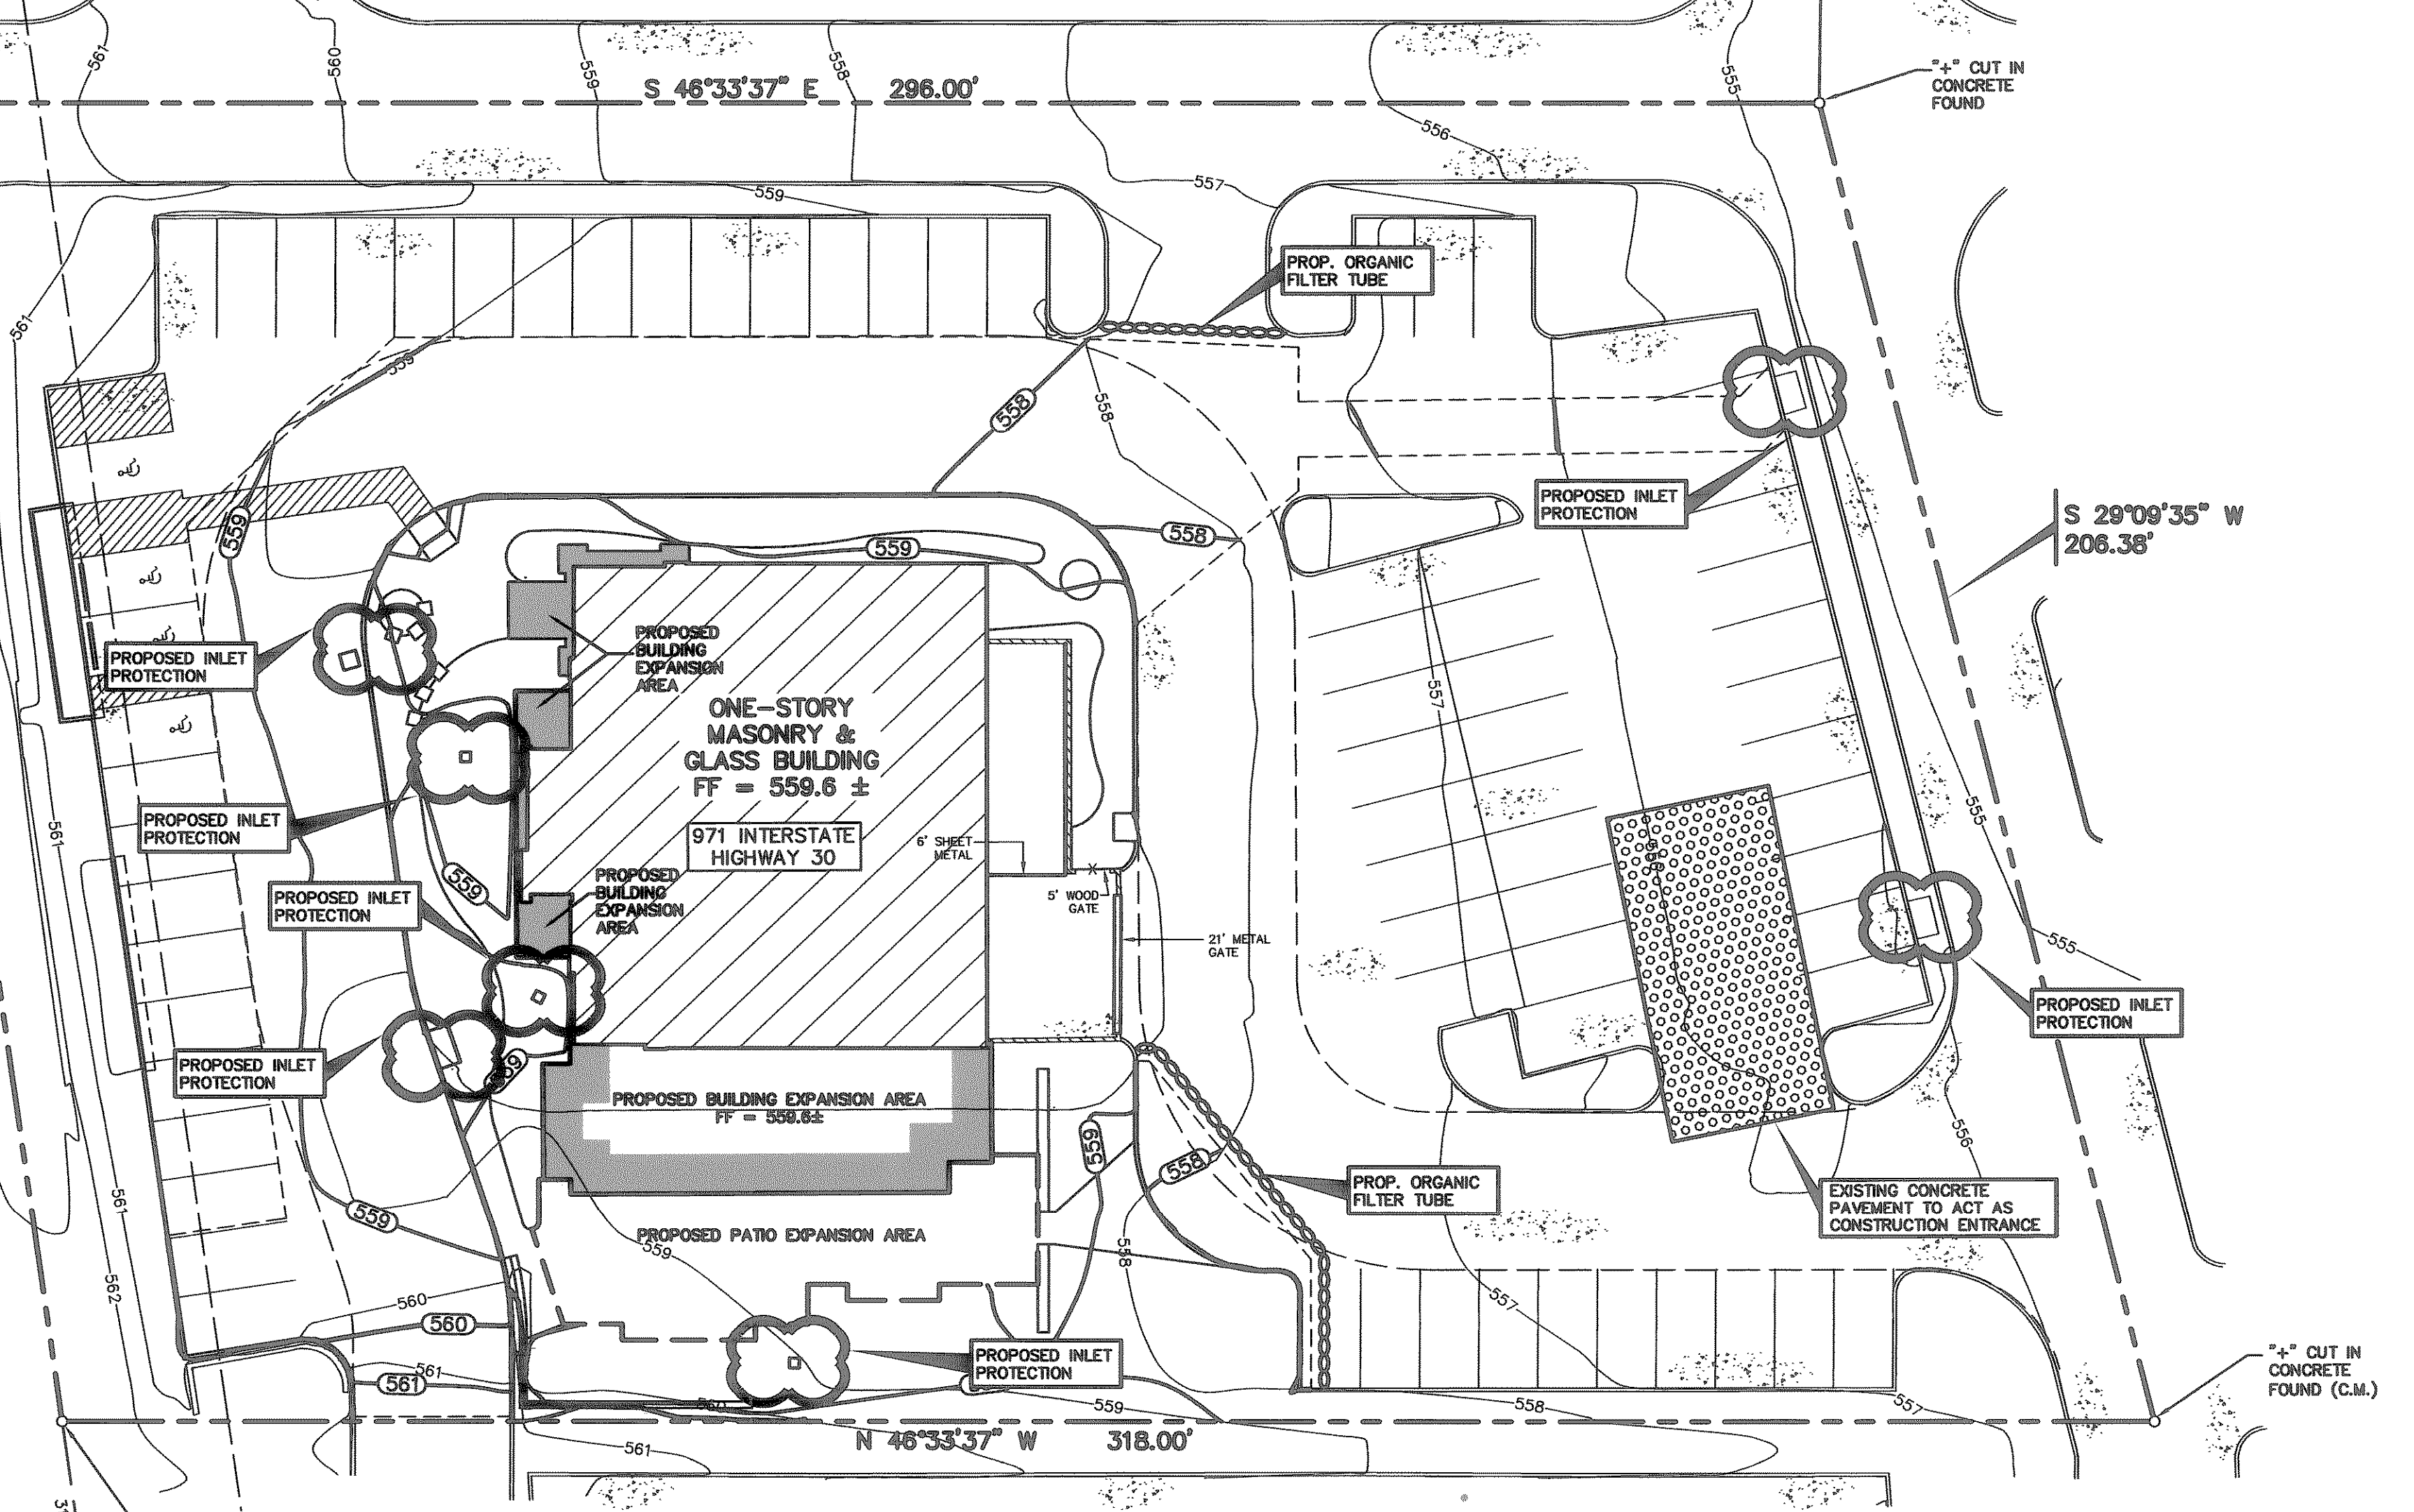 561
560
559
558
555
"+" CUT IN
CONCRETE
FOUND
S 46°33'37" E 296.00'
556
557
559
561
PROP. ORGANIC
FILTER TUBE
559
558
558
PROPOSED INLET
PROTECTION
S 29°09'35" W
206.38'
559
559
558
PROPOSED INLET
PROTECTION
PROPOSED
BUILDING
EXPANSION
AREA
557
ONE-STORY
MASONRY &
GLASS BUILDING
FF = 559.6 ±
971 INTERSTATE
HIGHWAY 30
6' SHEET
METAL
5' WOOD
GATE
X
21' METAL
GATE
561
PROPOSED INLET
PROTECTION
559
PROPOSED
BUILDING
EXPANSION
AREA
PROPOSED INLET
PROTECTION
555
555
PROPOSED INLET
PROTECTION
PROPOSED INLET
PROTECTION
559
PROPOSED BUILDING EXPANSION AREA
FF = 559.6±
559
558
556
PROP. ORGANIC
FILTER TUBE
EXISTING CONCRETE
PAVEMENT TO ACT AS
CONSTRUCTION ENTRANCE
561
559
PROPOSED PATIO EXPANSION AREA
559
558
562
560
560
557
561
561
PROPOSED INLET
PROTECTION
"+" CUT IN
CONCRETE
FOUND (C.M.)
560
559
558
557
N 46°33'37" W 318.00'
561